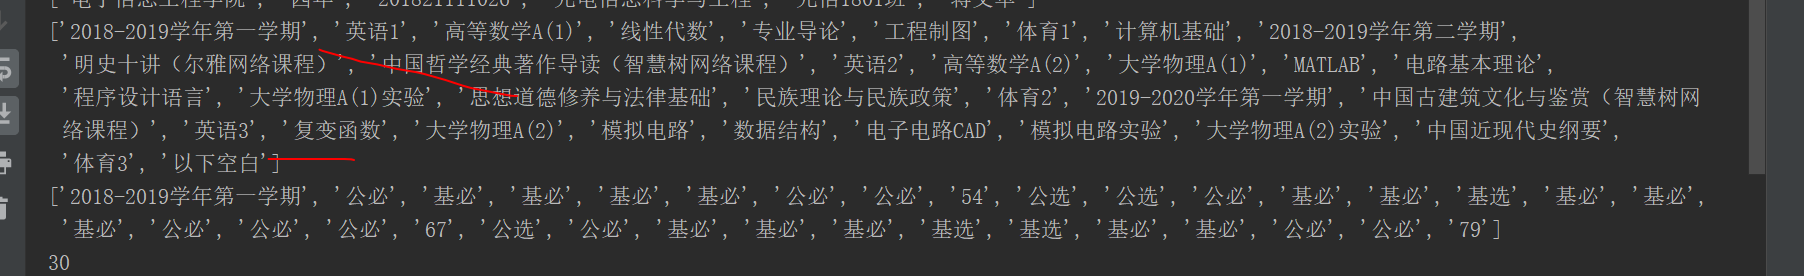 ['2018-2019学年第一学期', '英语1', '高等数学A(1)', '线性代数', '专业导论', '工程制图', '体育1', '计算机基础', '2018-2019学年第二学期',
'明史十讲（尔雅网络课程）', '中国哲学经典著作导读（智慧树网络课程）', '英语2', '高等数学A(2)', '大学物理A(1)', 'MATLAB', '电路基本理论',
'程序设计语言', '大学物理A(1)实验', '思想道德修养与法律基础', '民族理论与民族政策', '体育2', '2019-2020学年第一学期', '中国古建筑文化与鉴赏（智慧树网
络课程）', '英语3', '复变函数', '大学物理A(2)', '模拟电路', '数据结构', '电子电路CAD', '模拟电路实验', '大学物理A(2)实验', '中国近现代史纲要',
'体育3', '以下空白']
['2018-2019学年第一学期', '公必', '基必', '基必', '基必', '基必', '公必', '公必', '54', '公选', '公选', '公必', '基必', '基必', '基选', '基必', '基必',
'基必', '公必', '公必', '公必', '67', '公选', '公必', '基必', '基必', '基必', '基选', '基选', '基必', '基必', '公必', '公必', '79']
30